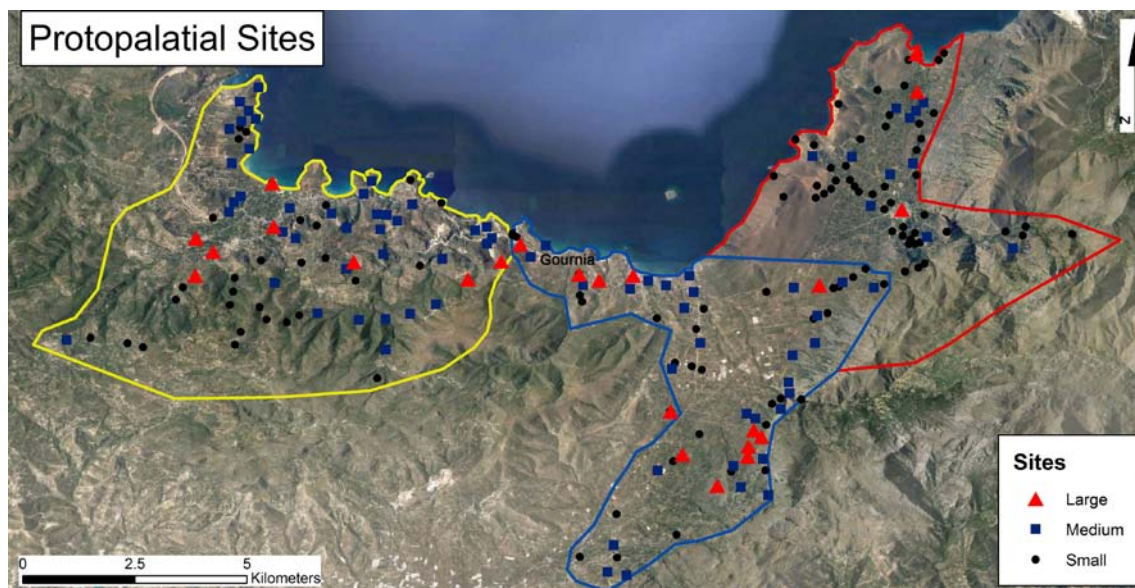 Protopalatial Sites
N
Gournia
Sites
Large
Medium
Small
0 2.5 5
Kilometers